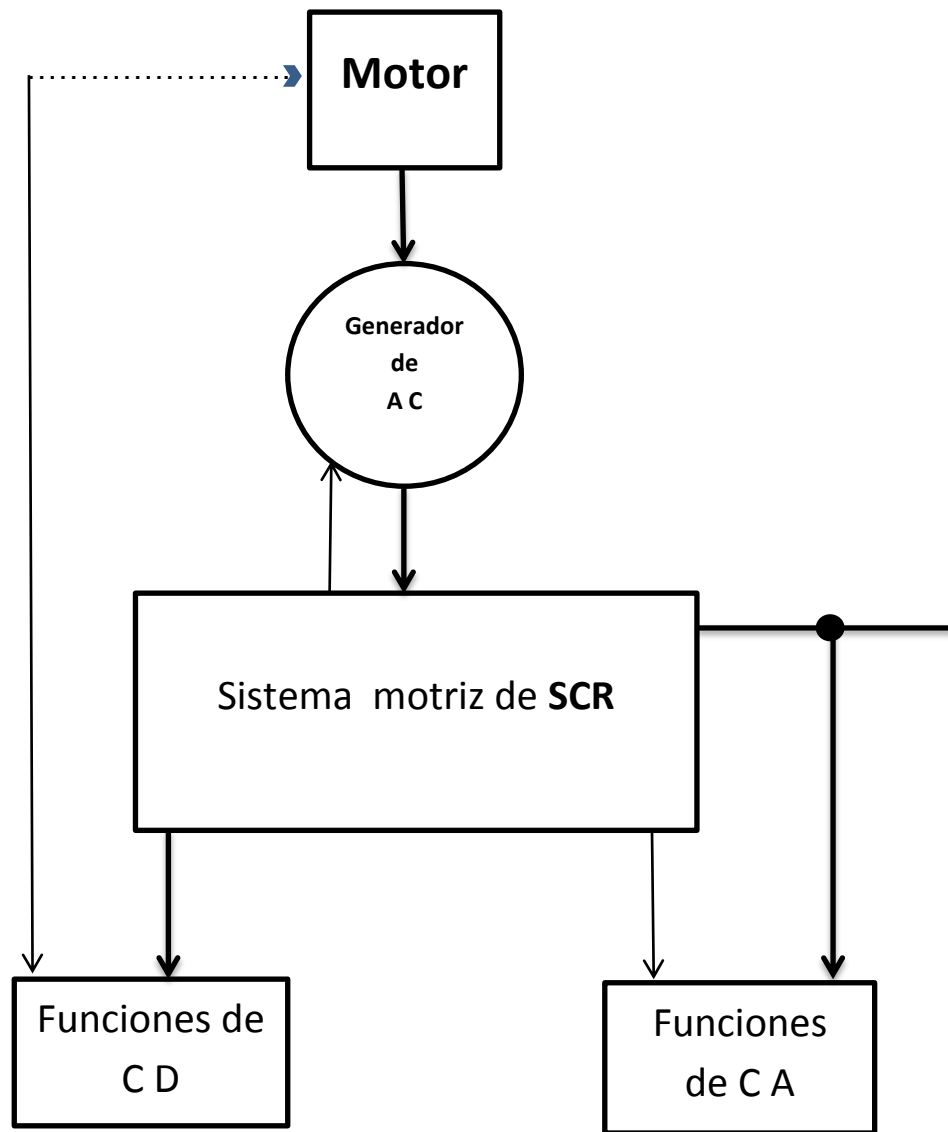 Motor
Generador
de
A C
Sistema motriz de SCR
Funciones de
C D
Funciones
de C A